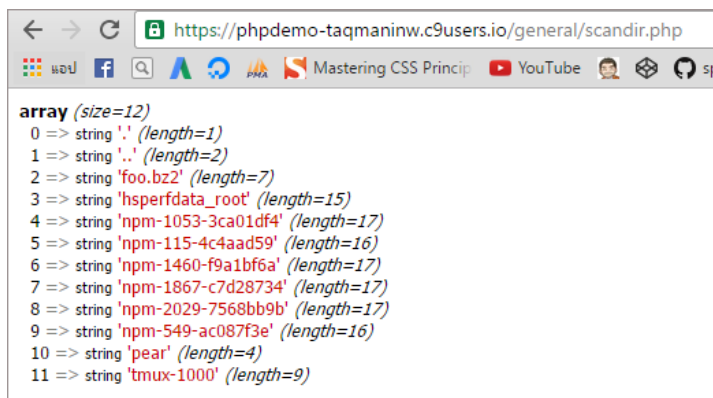 https://phpdemo-taqmaninw.c9users.io/general/scandir.php
แอป Mastering CSS Princip YouTube sp
array (size=12)
0 => string '.' (length=1)
1 => string '..' (length=2)
2 => string 'foo.bz2' (length=7)
3 => string 'hsperfdata_root' (length=15)
4 => string 'npm-1053-3ca01df4' (length=17)
5 => string 'npm-115-4c4aad59' (length=16)
6 => string 'npm-1460-f9a1bf6a' (length=17)
7 => string 'npm-1867-c7d28734' (length=17)
8 => string 'npm-2029-7568bb9b' (length=17)
9 => string 'npm-549-ac087f3e' (length=16)
10 => string 'pear' (length=4)
11 => string 'tmux-1000' (length=9)